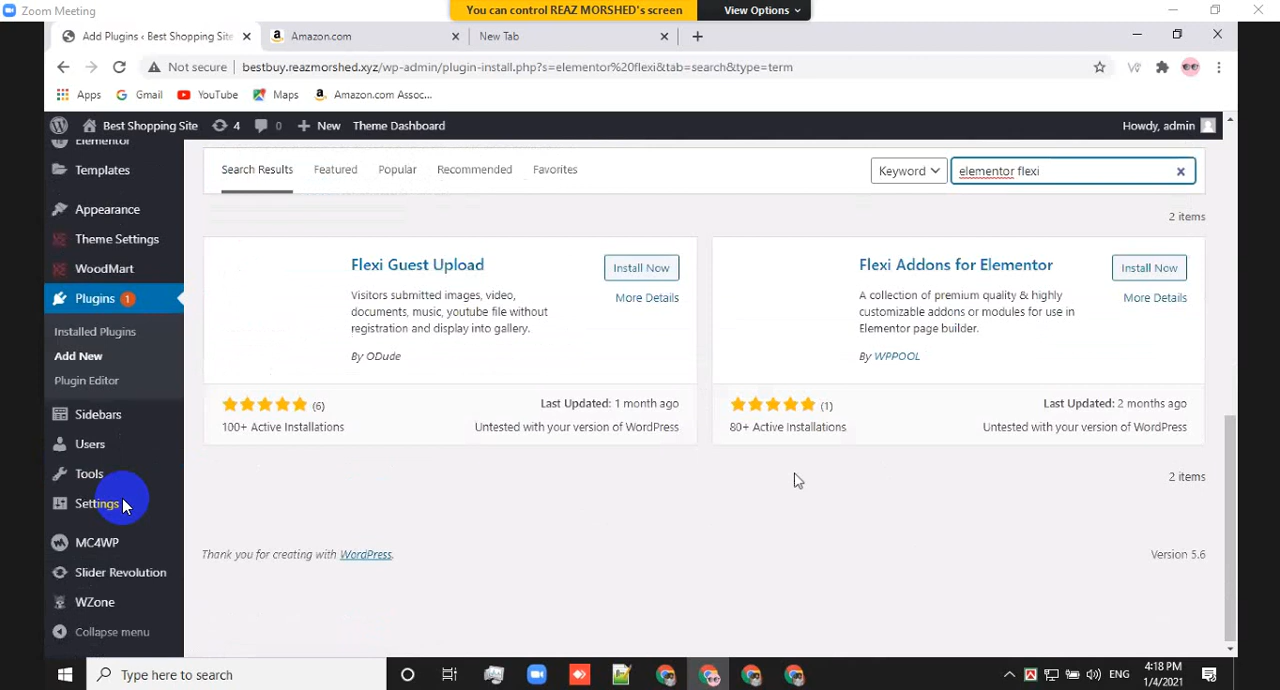 Zoom Meeting
You can control REAZ MORSHED's screen
View Options
Add Plugins ‹ Best Shopping Site
Amazon.com
New Tab
Not secure
bestbuy.reazmorshed.xyz/wp-admin/plugin-install.php?s=elementor%20flexi&tab=search&type=term
Apps
Gmail
YouTube
Maps
Amazon.com Assoc...
Best Shopping Site
4
0
New
Theme Dashboard
Howdy, admin
Elementor
Templates
Appearance
Theme Settings
WoodMart
Plugins 1
Installed Plugins
Add New
Plugin Editor
Sidebars
Users
Tools
Settings
MC4WP
Slider Revolution
WZone
Collapse menu
Search Results
Featured
Popular
Recommended
Favorites
Keyword
elementor flexi
2 items
Flexi Guest Upload
Install Now
More Details
Visitors submitted images, video,
documents, music, youtube file without
registration and display into gallery.
By ODude
(6)
100+ Active Installations
Last Updated: 1 month ago
Untested with your version of WordPress
Flexi Addons for Elementor
Install Now
More Details
A collection of premium quality & highly
customizable addons or modules for use in
Elementor page builder.
By WPPOOL
(1)
80+ Active Installations
Last Updated: 2 months ago
Untested with your version of WordPress
2 items
Thank you for creating with WordPress.
Version 5.6
Type here to search
ENG
4:18 PM
1/4/2021